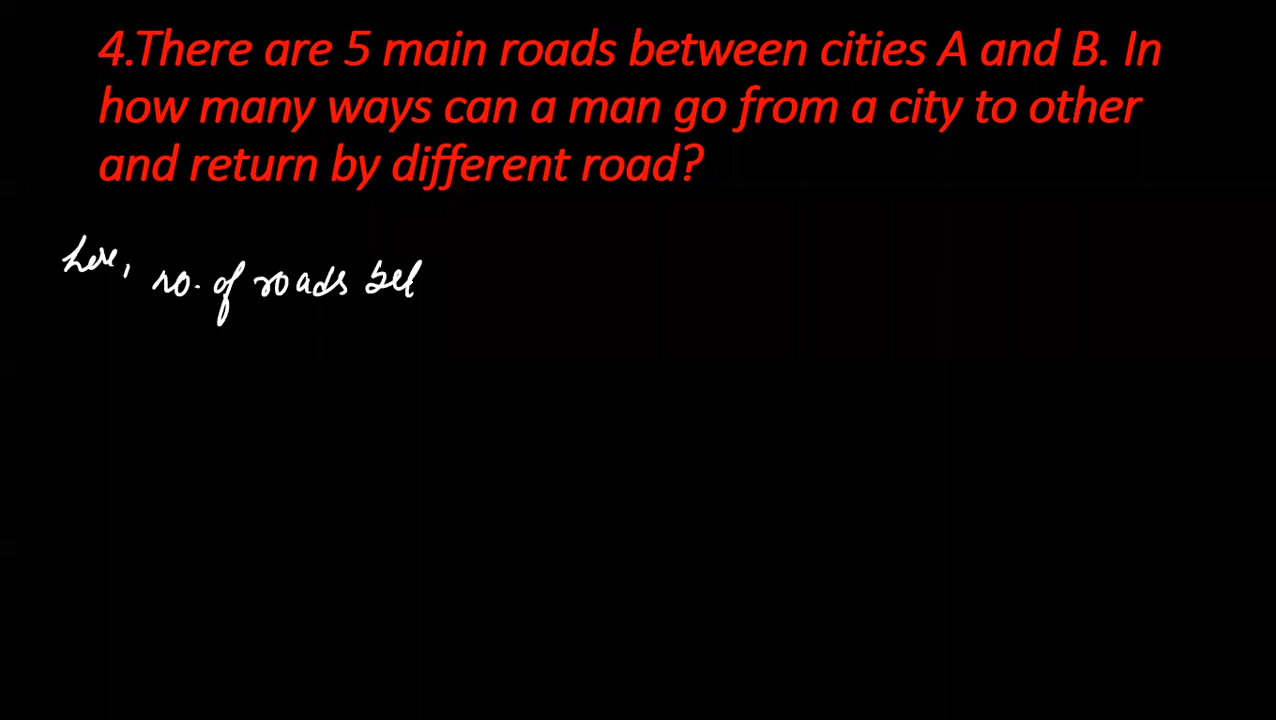 4.There are 5 main roads between cities A and B. In
how many ways can a man go from a city to other
and return by different road?
here, no. of roads bet